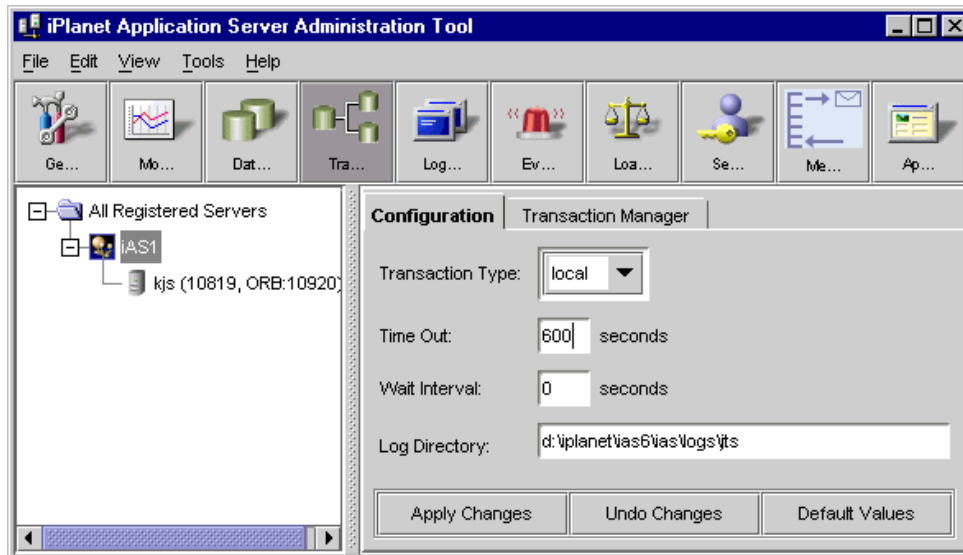 iPlanet Application Server Administration Tool
File Edit View Tools Help
Ge... Mo... Dat... Tra... Log... Ev... Loa... Se... Me... Ap...
All Registered Servers
iAS1
kjs (10819, ORB:10920)
Configuration Transaction Manager
Transaction Type: local
Time Out: 600 seconds
Wait Interval: 0 seconds
Log Directory: d:\iplanet\ias6\ias\logs\jts
Apply Changes Undo Changes Default Values